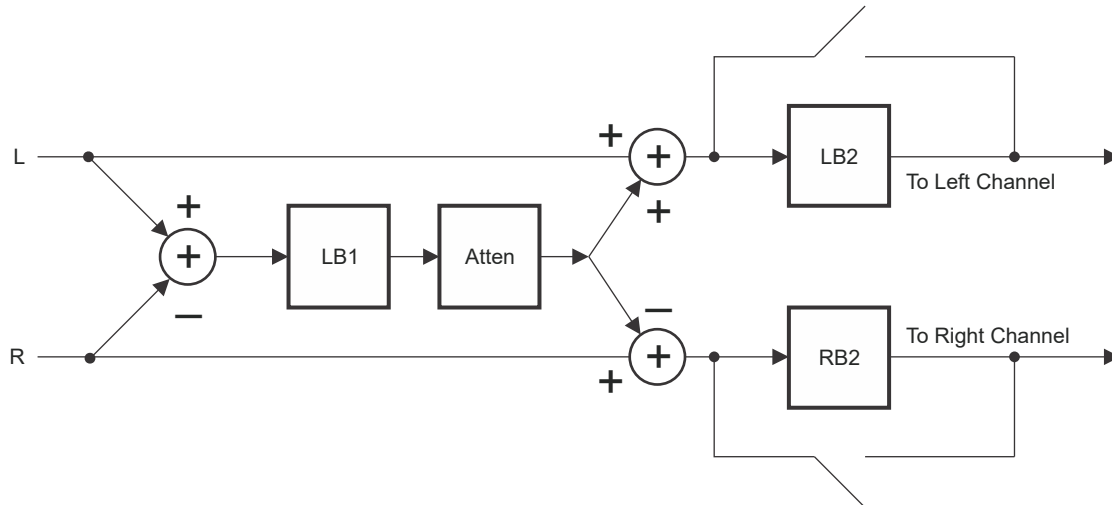 L
+
+
LB2
To Left Channel
+
+
+
LB1
Atten
—
—
R
+
+
RB2
To Right Channel